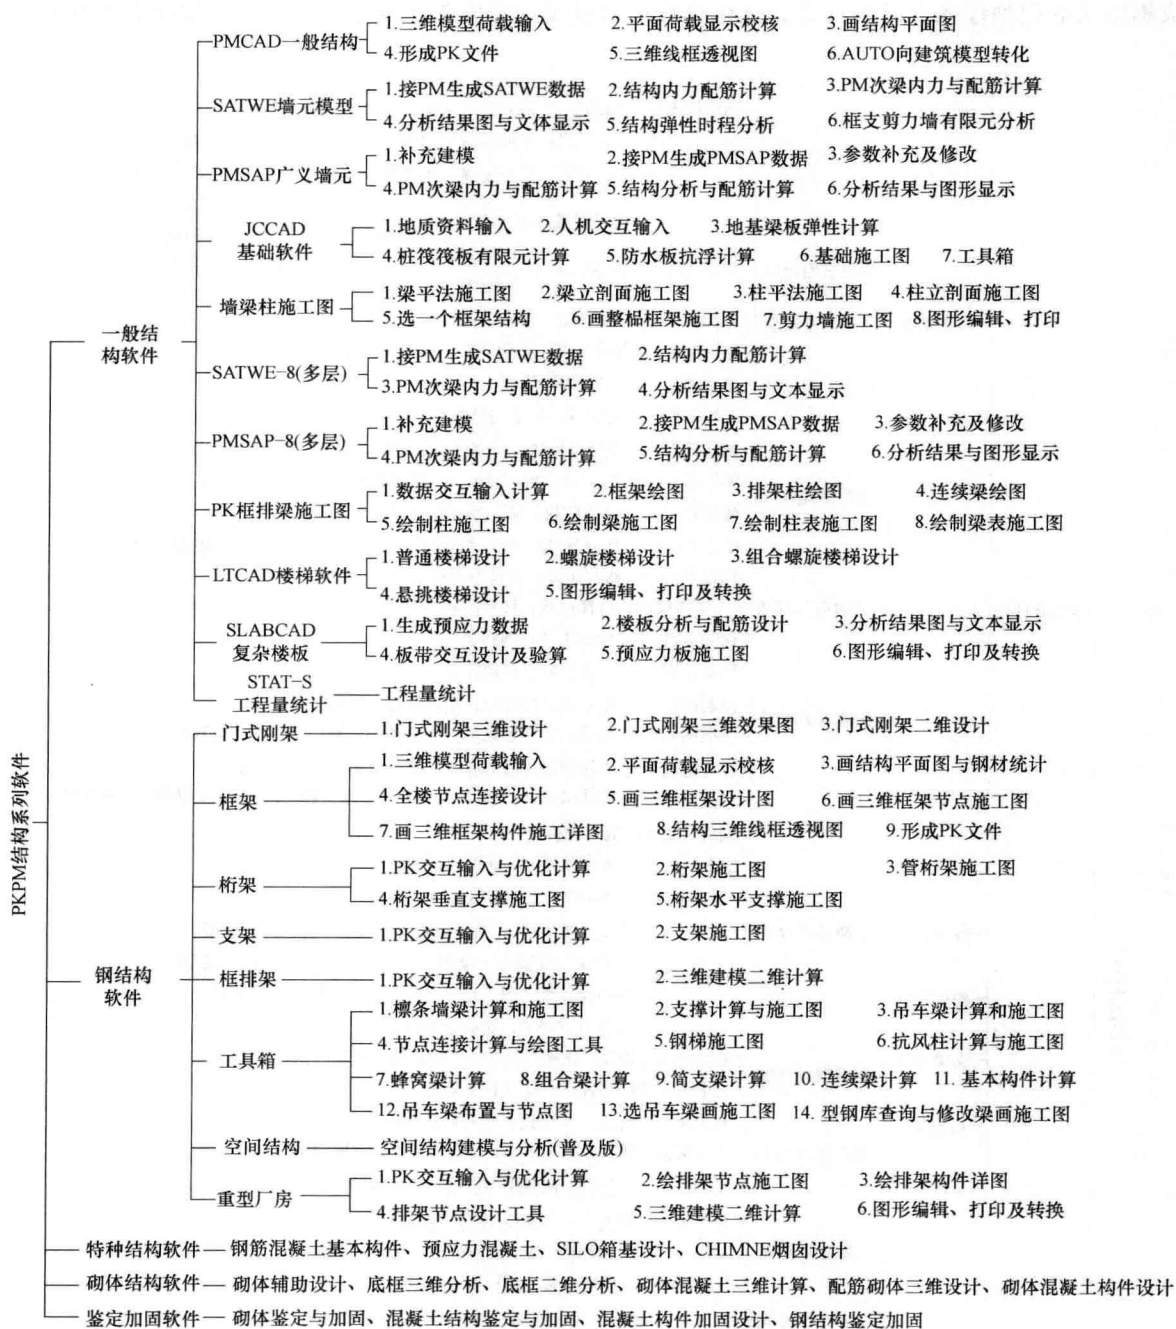 PMCAD一般结构
1.三维模型荷载输入 2.平面荷载显示校核 3.画结构平面图
4.形成PK文件 5.三维线框透视图 6.AUTO向建筑模型转化
SATWE墙元模型
1.接PM生成SATWE数据 2.结构内力配筋计算 3.PM次梁内力与配筋计算
4.分析结果图与文体显示 5.结构弹性时程分析 6.框支剪力墙有限元分析
PMSAP广义墙元
1.补充建模 2.接PM生成PMSAP数据 3.参数补充及修改
4.PM次梁内力与配筋计算 5.结构分析与配筋计算 6.分析结果与图形显示
JCCAD
基础软件
1.地质资料输入 2.人机交互输入 3.地基梁板弹性计算
4.桩筏筏板有限元计算 5.防水板抗浮计算 6.基础施工图 7.工具箱
墙梁柱施工图
1.梁平法施工图 2.梁立剖面施工图 3.柱平法施工图 4.柱立剖面施工图
5.选一个框架结构 6.画整榀框架施工图 7.剪力墙施工图 8.图形编辑、打印
一般结
构软件
SATWE-8(多层)
1.接PM生成SATWE数据 2.结构内力配筋计算
3.PM次梁内力与配筋计算 4.分析结果图与文本显示
PMSAP-8(多层)
1.补充建模 2.接PM生成PMSAP数据 3.参数补充及修改
4.PM次梁内力与配筋计算 5.结构分析与配筋计算 6.分析结果与图形显示
PK框排梁施工图
1.数据交互输入计算 2.框架绘图 3.排架柱绘图 4.连续梁绘图
5.绘制柱施工图 6.绘制梁施工图 7.绘制柱表施工图 8.绘制梁表施工图
LTCAD楼梯软件
1.普通楼梯设计 2.螺旋楼梯设计 3.组合螺旋楼梯设计
4.悬挑楼梯设计 5.图形编辑、打印及转换
SLABCAD
复杂楼板
1.生成预应力数据 2.楼板分析与配筋设计 3.分析结果图与文本显示
4.板带交互设计及验算 5.预应力板施工图 6.图形编辑、打印及转换
STAT-S
工程量统计
工程量统计
PKPM结构系列软件
门式刚架
1.门式刚架三维设计 2.门式刚架三维效果图 3.门式刚架二维设计
框架
1.三维模型荷载输入 2.平面荷载显示校核 3.画结构平面图与钢材统计
4.全楼节点连接设计 5.画三维框架设计图 6.画三维框架节点施工图
7.画三维框架构件施工详图 8.结构三维线框透视图 9.形成PK文件
桁架
1.PK交互输入与优化计算 2.桁架施工图 3.管桁架施工图
4.桁架垂直支撑施工图 5.桁架水平支撑施工图
支架
1.PK交互输入与优化计算 2.支架施工图
钢结构
软件
框排架
1.PK交互输入与优化计算 2.三维建模二维计算
工具箱
1.檩条墙梁计算和施工图 2.支撑计算与施工图 3.吊车梁计算和施工图
4.节点连接计算与绘图工具 5.钢梯施工图 6.抗风柱计算与施工图
7.蜂窝梁计算 8.组合梁计算 9.简支梁计算 10. 连续梁计算 11. 基本构件计算
12.吊车梁布置与节点图 13.选吊车梁画施工图 14. 型钢库查询与修改梁画施工图
空间结构
空间结构建模与分析(普及版)
重型厂房
1.PK交互输入与优化计算 2.绘排架节点施工图 3.绘排架构件详图
4.排架节点设计工具 5.三维建模二维计算 6.图形编辑、打印及转换
特种结构软件 钢筋混凝土基本构件、预应力混凝土、SILO箱基设计、CHIMNE烟囱设计
砌体结构软件 砌体辅助设计、底框三维分析、底框二维分析、砌体混凝土三维计算、配筋砌体三维设计、砌体混凝土构件设计
鉴定加固软件 砌体鉴定与加固、混凝土结构鉴定与加固、混凝土构件加固设计、钢结构鉴定加固